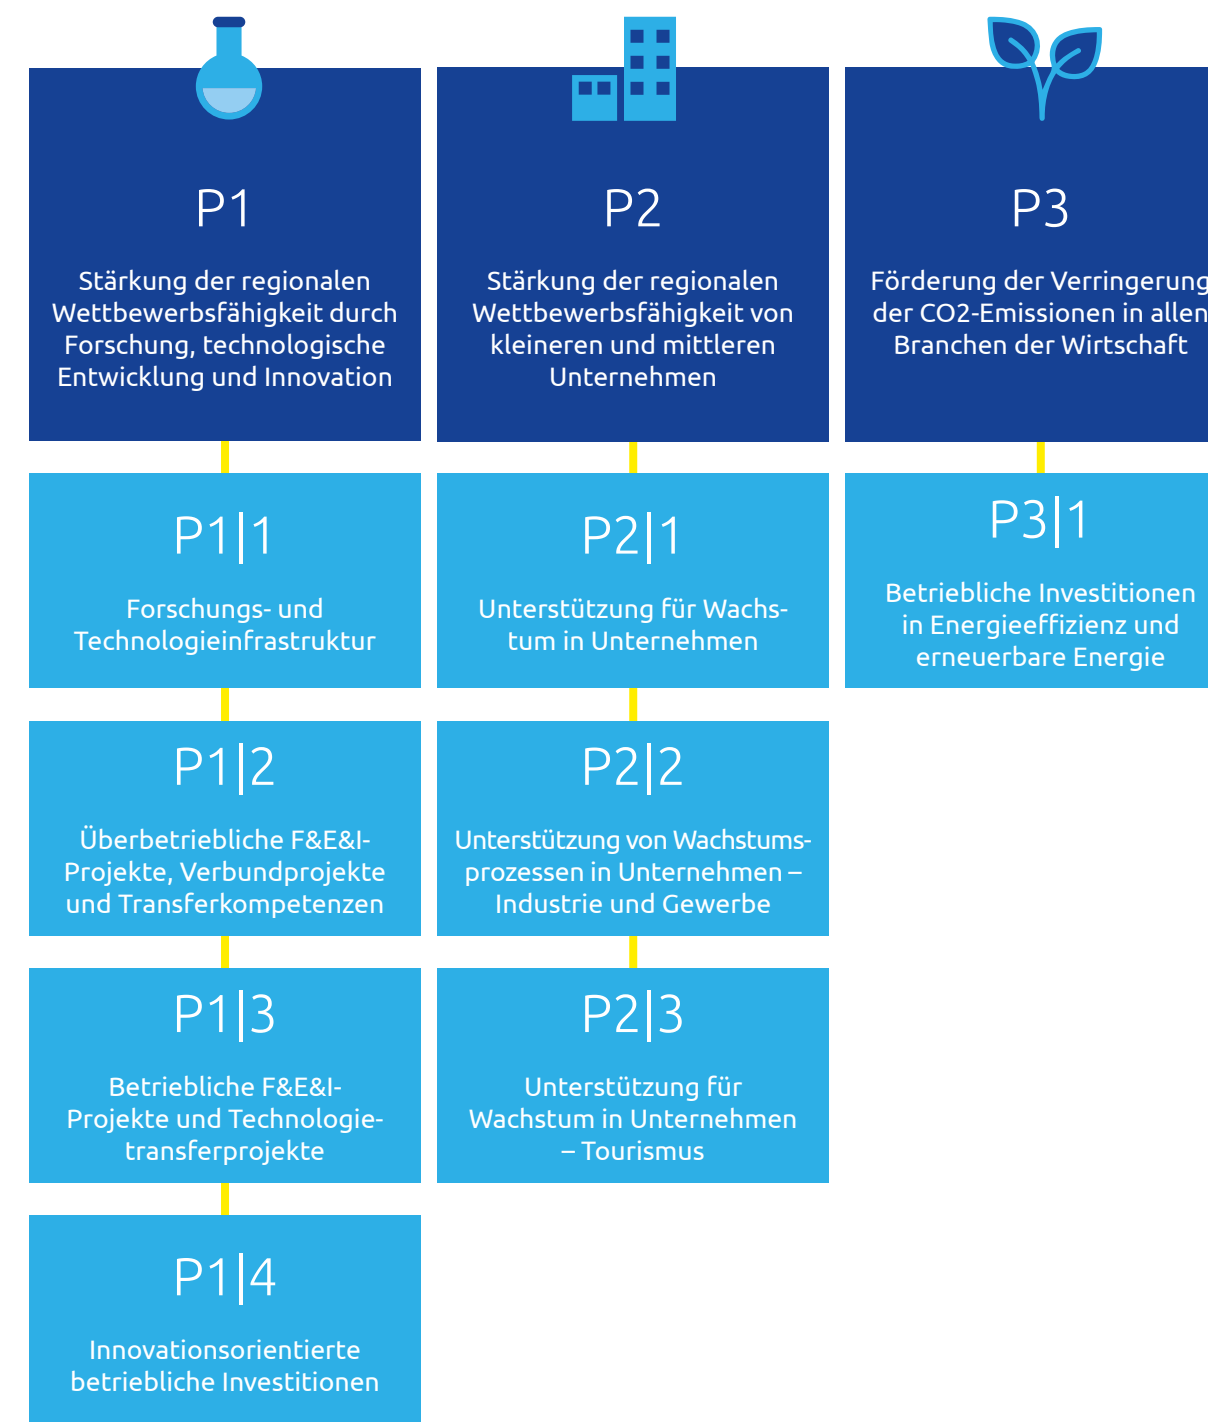 P1
Stärkung der regionalen
Wettbewerbsfähigkeit durch
Forschung, technologische
Entwicklung und Innovation
P1|1
Forschungs- und
Technologieinfrastruktur
P1|2
Überbetriebliche F&E&I-
Projekte, Verbundprojekte
und Transferkompetenzen
P1|3
Betriebliche F&E&I-
Projekte und Technologie-
transferprojekte
P1|4
Innovationsorientierte
betriebliche Investitionen
P2
Stärkung der regionalen
Wettbewerbsfähigkeit von
kleineren und mittleren
Unternehmen
P2|1
Unterstützung für Wachs-
tum in Unternehmen
P2|2
Unterstützung von Wachstums-
prozessen in Unternehmen –
Industrie und Gewerbe
P2|3
Unterstützung für
Wachstum in Unternehmen
– Tourismus
P3
Förderung der Verringerung
der CO2-Emissionen in allen
Branchen der Wirtschaft
P3|1
Betriebliche Investitionen
in Energieeffizienz und
erneuerbare Energie